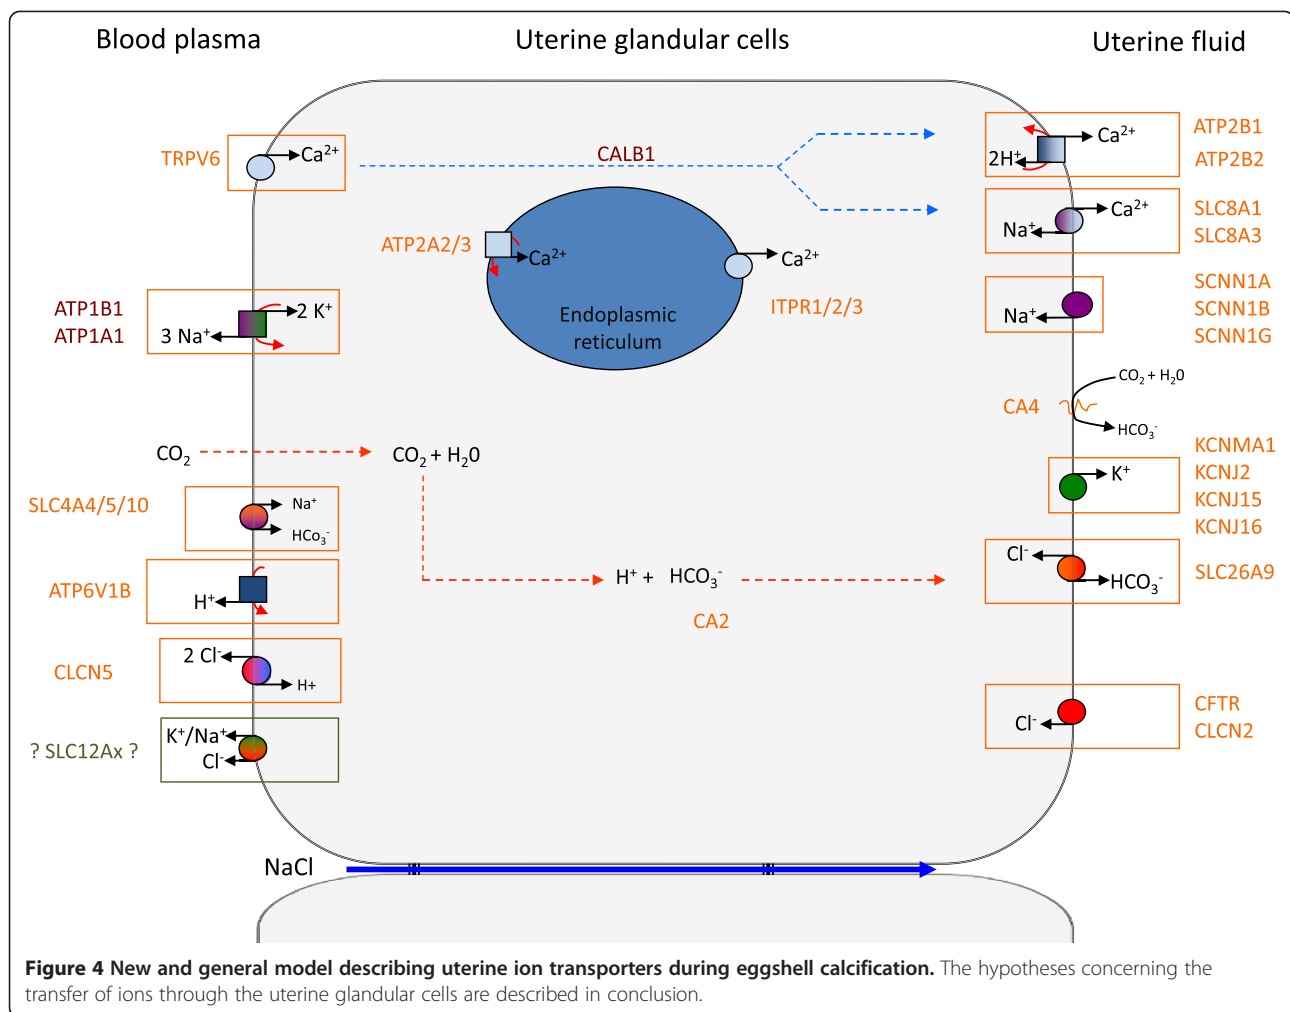 Blood plasma
Uterine glandular cells
Uterine fluid
TRPV6
Ca²⁺
CALB1
2H⁺
Ca²⁺
ATP2B1
ATP2B2
Na⁺
Ca²⁺
SLC8A1
SLC8A3
ATP2A2/3
Ca²⁺
Ca²⁺
ITPR1/2/3
Endoplasmic
reticulum
ATP1B1
ATP1A1
2 K⁺
3 Na⁺
Na⁺
SCNN1A
SCNN1B
SCNN1G
CA4
CO₂ + H₂0
HCO₃⁻
CO₂
CO₂ + H₂0
K⁺
KCNMA1
KCNJ2
KCNJ15
KCNJ16
SLC4A4/5/10
Na⁺
HCo₃⁻
ATP6V1B
H⁺
H⁺ + HCO₃⁻
CA2
Cl⁻
HCO₃⁻
SLC26A9
CLCN5
2 Cl⁻
H+
? SLC12Ax ?
K⁺/Na⁺
Cl⁻
Cl⁻
CFTR
CLCN2
NaCl
Figure 4 New and general model describing uterine ion transporters during eggshell calcification. The hypotheses concerning the
transfer of ions through the uterine glandular cells are described in conclusion.